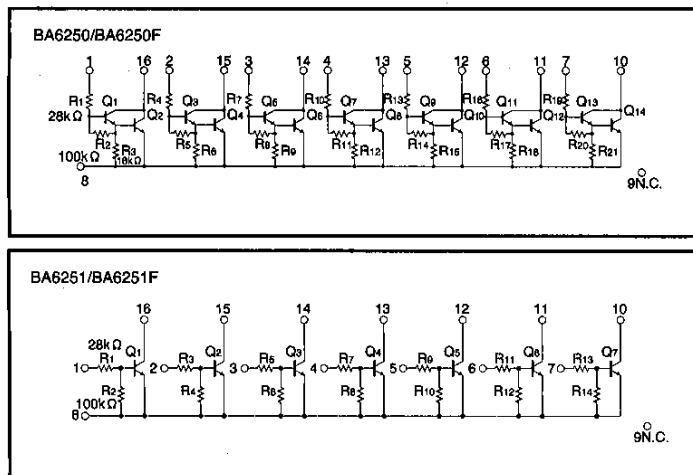 BA6250/BA6250F
1 16 2 15 3 14 4 13 5 12 6 11 7 10
R1 Q1 R4 Q3 R7 Q5 R10 Q7 R13 Q9 R16 Q11 R19 Q13
28kΩ Q2 Q4 Q6 Q8 Q10 Q12 Q14
R2 R5 R8 R11 R14 R17 R20
100kΩ R3 R6 R9 R12 R15 R18 R21
18kΩ
8
9N.C.
BA6251/BA6251F
16 15 14 13 12 11 10
28kΩ
1 R1 Q1 2 R3 Q2 3 R5 Q3 4 R7 Q4 5 R9 Q5 6 R11 Q6 7 R13 Q7
R2 R4 R6 R8 R10 R12 R14
100kΩ
8
9N.C.